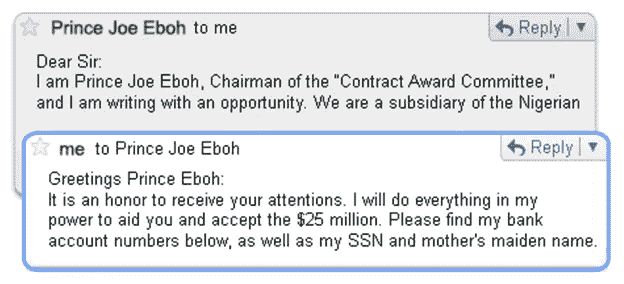 Prince Joe Eboh to me Reply
Dear Sir:
I am Prince Joe Eboh, Chairman of the "Contract Award Committee,"
and I am writing with an opportunity. We are a subsidiary of the Nigerian
me to Prince Joe Eboh Reply
Greetings Prince Eboh:
It is an honor to receive your attentions. I will do everything in my
power to aid you and accept the $25 million. Please find my bank
account numbers below, as well as my SSN and mother's maiden name.